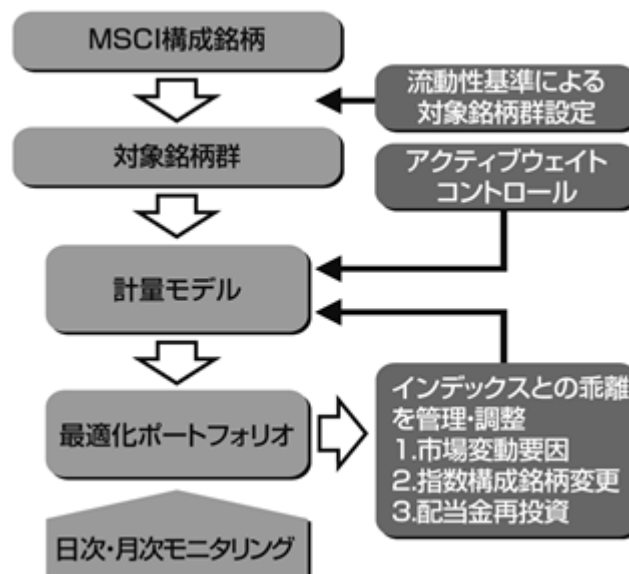 MSCI構成銘柄
流動性基準による
対象銘柄群設定
対象銘柄群
アクティブウェイト
コントロール
計量モデル
最適化ポートフォリオ
インデックスとの乖離
を管理・調整
1.市場変動要因
2.指数構成銘柄変更
3.配当金再投資
日次・月次モニタリング